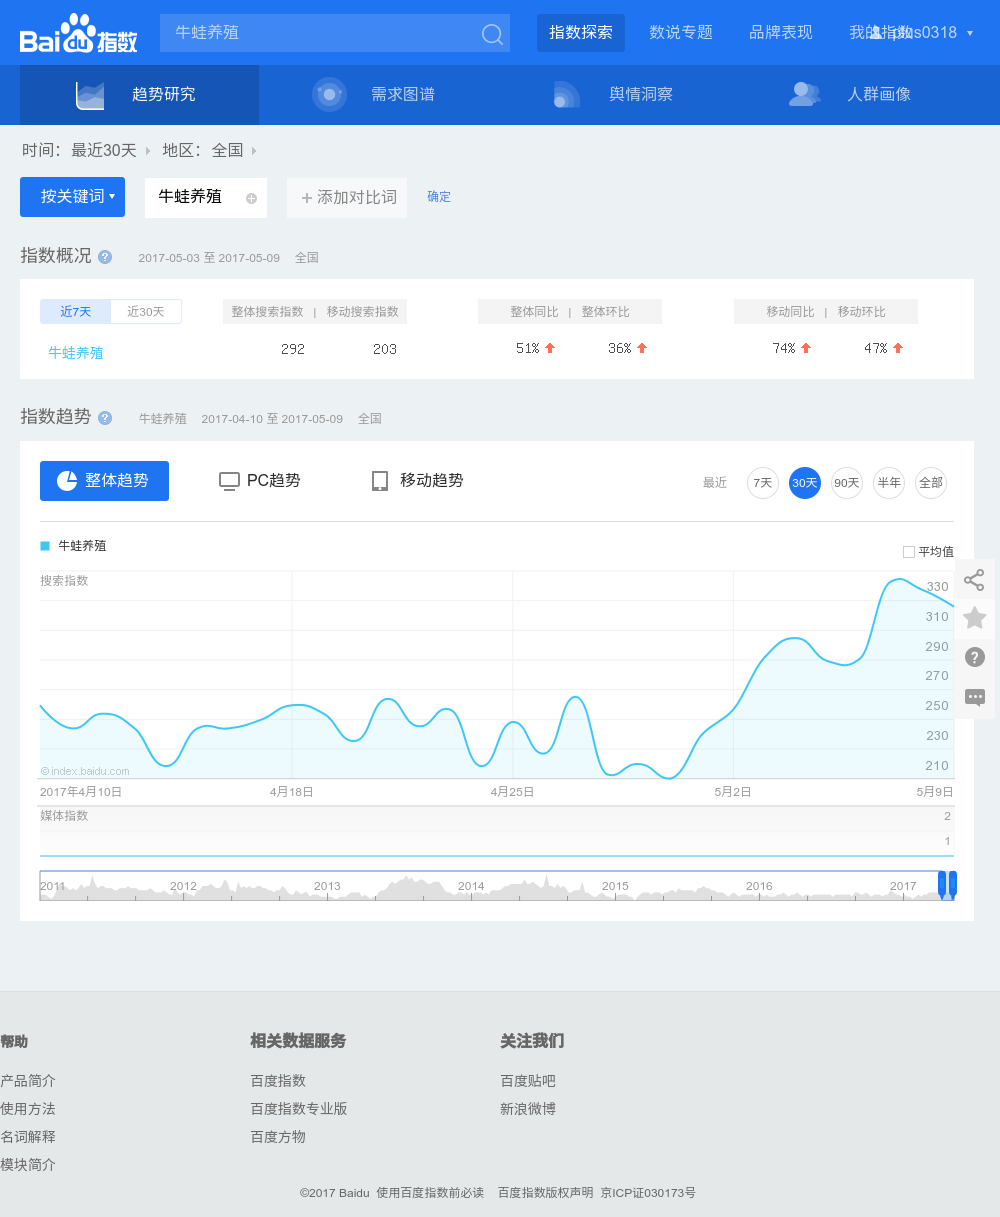 Bai du 指数
牛蛙养殖
指数探索 数说专题 品牌表现 我的指数 plus0318
趋势研究 需求图谱 舆情洞察 人群画像
时间: 最近30天 地区: 全国
按关键词 牛蛙养殖 + 添加对比词 确定
指数概况 ? 2017-05-03 至 2017-05-09 全国
近7天 近30天 整体搜索指数 | 移动搜索指数 整体同比 | 整体环比 移动同比 | 移动环比
牛蛙养殖 292 203 51% 36% 74% 47%
指数趋势 ? 牛蛙养殖 2017-04-10 至 2017-05-09 全国
整体趋势 PC趋势 移动趋势 最近 7天 30天 90天 半年 全部
牛蛙养殖
平均值
搜索指数
330
310
290
270
250
230
210
©index.baidu.com
2017年4月10日 4月18日 4月25日 5月2日 5月9日
媒体指数 2
1
2011 2012 2013 2014 2015 2016 2017
帮助 相关数据服务 关注我们
产品简介 百度指数 百度贴吧
使用方法 百度指数专业版 新浪微博
名词解释 百度方物
模块简介
©2017 Baidu 使用百度指数前必读 百度指数版权声明 京ICP证030173号